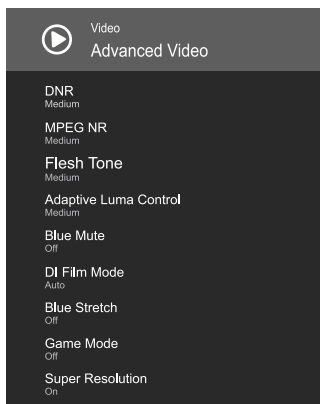 Video
Advanced Video
DNR
Medium
MPEG NR
Medium
Flesh Tone
Medium
Adaptive Luma Control
Medium
Blue Mute
Off
DI Film Mode
Auto
Blue Stretch
Off
Game Mode
Off
Super Resolution
On